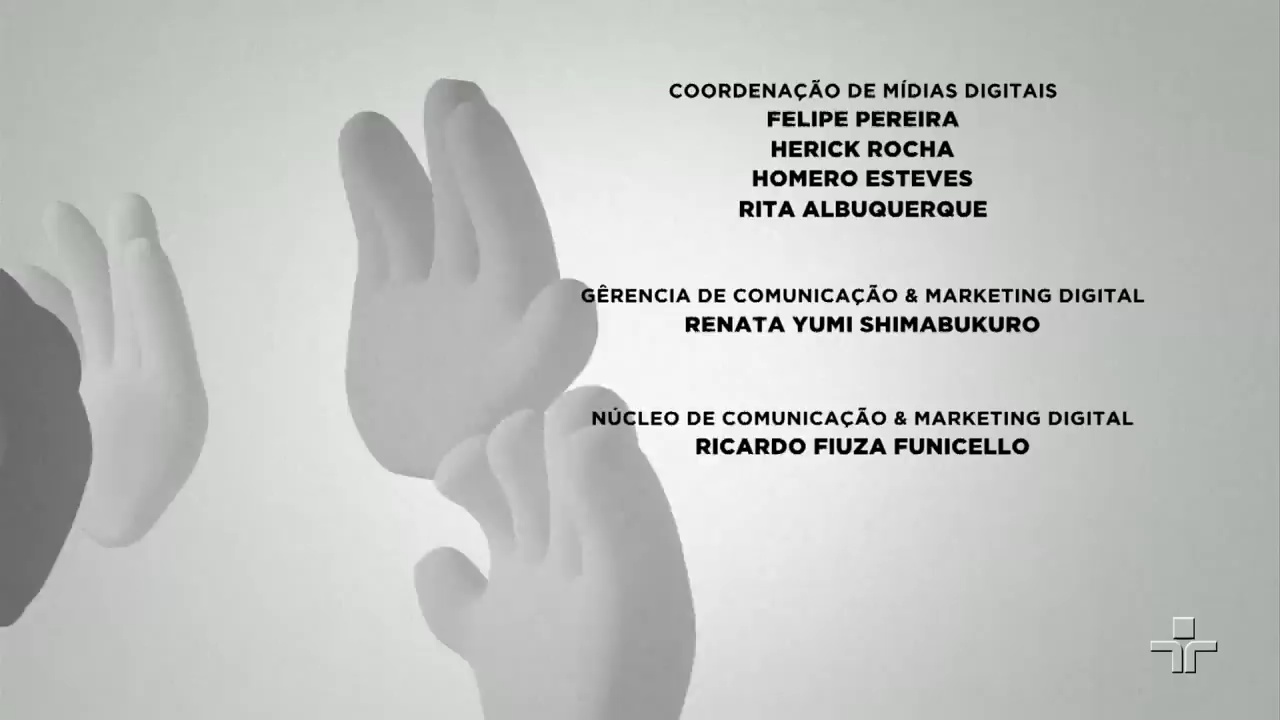 COORDENAÇÃO DE MÍDIAS DIGITAIS
FELIPE PEREIRA
HERICK ROCHA
HOMERO ESTEVES
RITA ALBUQUERQUE
GÊRENCIA DE COMUNICAÇÃO & MARKETING DIGITAL
RENATA YUMI SHIMABUKURO
NÚCLEO DE COMUNICAÇÃO & MARKETING DIGITAL
RICARDO FIUZA FUNICELLO